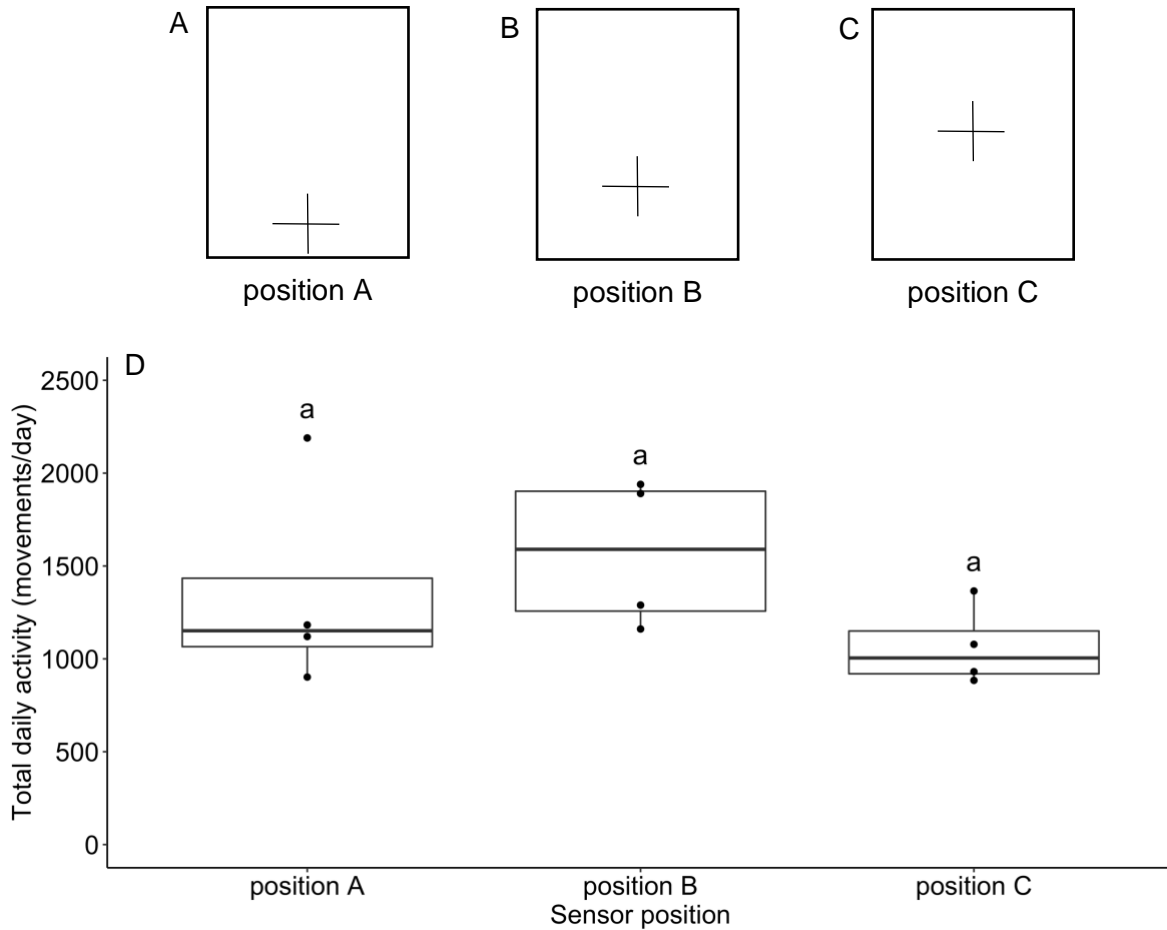 A
B
C
position A
position B
position C
D
Total daily activity (movements/day)
2500
2000
1500
1000
500
0
a
a
a
position A
position B
position C
Sensor position